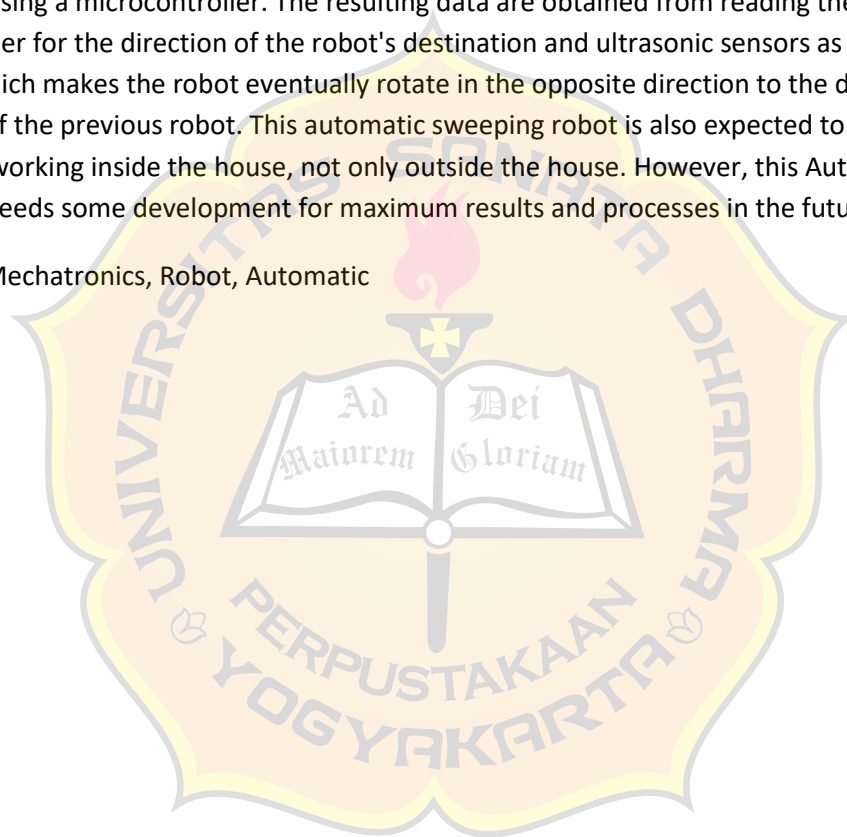 sing a microcontroller. The resulting data are obtained from reading the
er for the direction of the robot's destination and ultrasonic sensors as
ich makes the robot eventually rotate in the opposite direction to the d
f the previous robot. This automatic sweeping robot is also expected to
working inside the house, not only outside the house. However, this Aut
eeds some development for maximum results and processes in the futu
Mechatronics, Robot, Automatic
UNIVERSITAS SANATA DHARMA
Ad Dei
Maiorem Gloriam
PERPUSTAKAAN
YOGYAKARTA